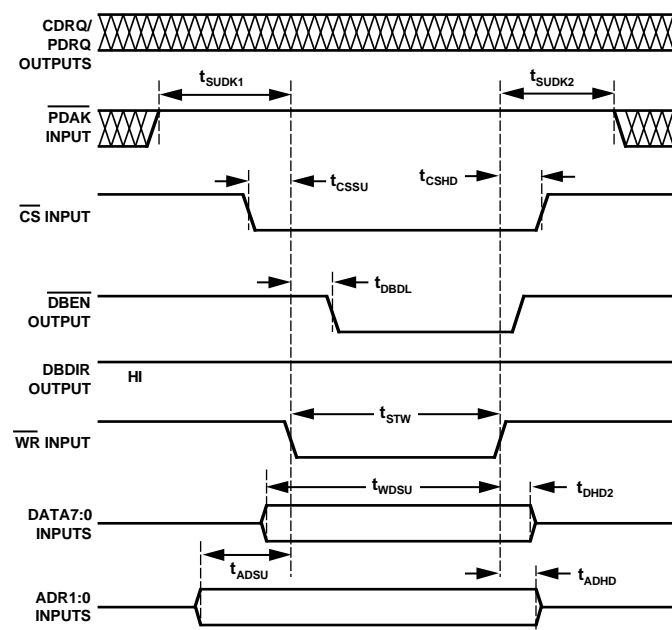 CDRQ/
PDRQ
OUTPUTS
tSUDK1
tSUDK2
PDAK
INPUT
tCSSU
tCSHD
CS INPUT
tDBDL
DBEN
OUTPUT
DBDIR
OUTPUT
HI
tSTW
WR INPUT
tWDSU
tDHD2
DATA7:0
INPUTS
tADSU
tADHD
ADR1:0
INPUTS